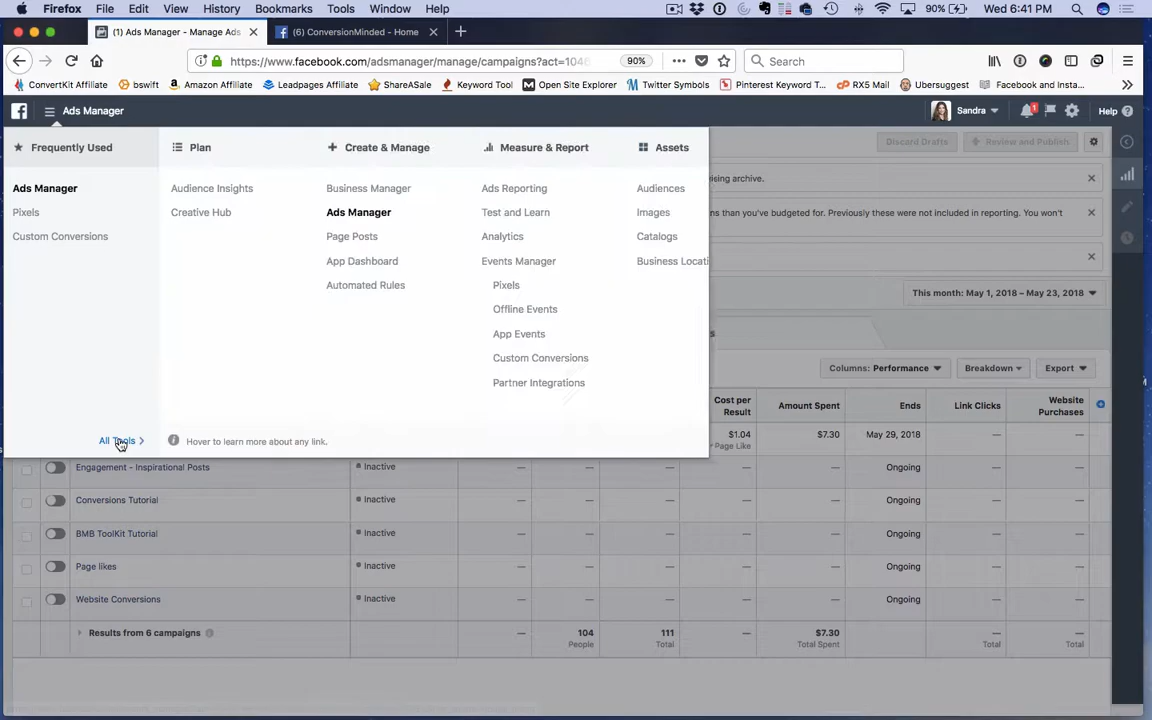 Firefox File Edit View History Bookmarks Tools Window Help 90% Wed 6:41 PM
(1) Ads Manager - Manage Ads (6) ConversionMinded - Home
https://www.facebook.com/adsmanager/manage/campaigns?act=1046 90% Search
ConvertKit Affiliate bswift Amazon Affiliate Leadpages Affiliate ShareASale Keyword Tool Open Site Explorer Twitter Symbols Pinterest Keyword T... RX5 Mail Ubersuggest Facebook and Insta...
Ads Manager Sandra 1 Help
Frequently Used Plan Create & Manage Measure & Report Assets Discard Drafts Review and Publish
Ads Manager Audience Insights Business Manager Ads Reporting Audiences vising archive.
Pixels Creative Hub Ads Manager Test and Learn Images ns than you've budgeted for. Previously these were not included in reporting. You won't
Custom Conversions Page Posts Analytics Catalogs
App Dashboard Events Manager Business Locati
Automated Rules Pixels This month: May 1, 2018 – May 23, 2018
Offline Events
App Events s
Custom Conversions Columns: Performance Breakdown Export
Partner Integrations
Cost per Result Amount Spent Ends Link Clicks Website Purchases
All Tools Hover to learn more about any link. $1.04 Page Like $7.30 May 29, 2018 — —
Engagement - Inspirational Posts Inactive — — — — — Ongoing — —
Conversions Tutorial Inactive — — — — — Ongoing — —
BMB ToolKit Tutorial Inactive — — — — — Ongoing — —
Page likes Inactive — — — — — Ongoing — —
Website Conversions Inactive — — — — — Ongoing — —
Results from 6 campaigns — 104 111 — $7.30 — —
People Total Total Spent Total Total